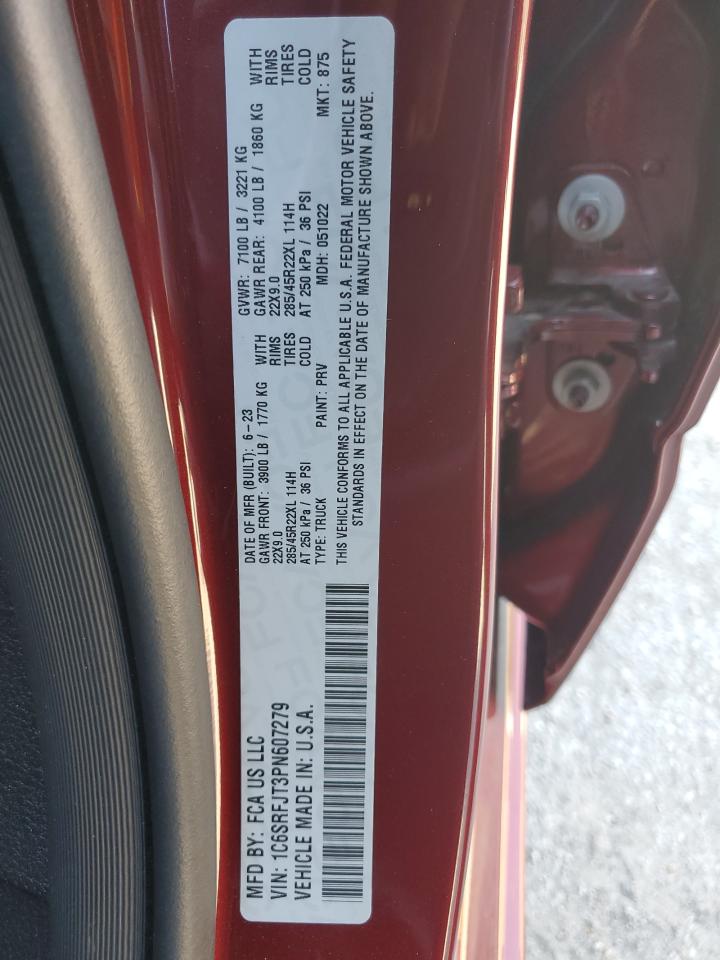 MFD BY: FCA US LLC
VIN: 1C6SRFJT3PN607279
VEHICLE MADE IN: U.S.A.
DATE OF MFR (BUILT): 6-23 GVWR: 7100 LB / 3221 KG
GAWR FRONT: 3900 LB / 1770 KG WITH GAWR REAR: 4100 LB / 1860 KG WITH
22X9.0 RIMS 22X9.0 RIMS
285/45R22XL 114H TIRES 285/45R22XL 114H TIRES
AT 250 kPa / 36 PSI COLD AT 250 kPa / 36 PSI COLD
TYPE: TRUCK PAINT: PRV MDH: 051022 MKT: 875
THIS VEHICLE CONFORMS TO ALL APPLICABLE U.S.A. FEDERAL MOTOR VEHICLE SAFETY
STANDARDS IN EFFECT ON THE DATE OF MANUFACTURE SHOWN ABOVE.